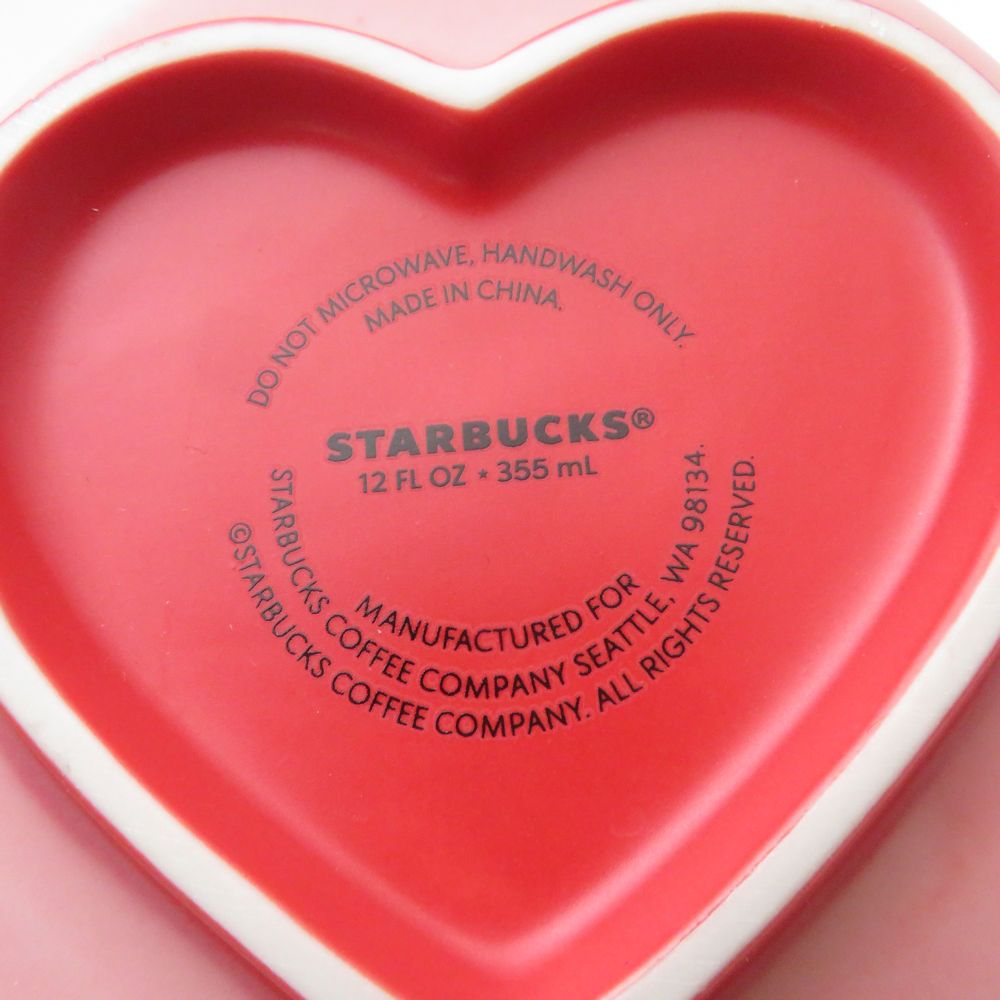 DO NOT MICROWAVE, HANDWASH ONLY.
MADE IN CHINA.
STARBUCKS®
12 FL OZ ⋆ 355 mL
MANUFACTURED FOR
STARBUCKS COFFEE COMPANY SEATTLE, WA 98134.
©STARBUCKS COFFEE COMPANY. ALL RIGHTS RESERVED.